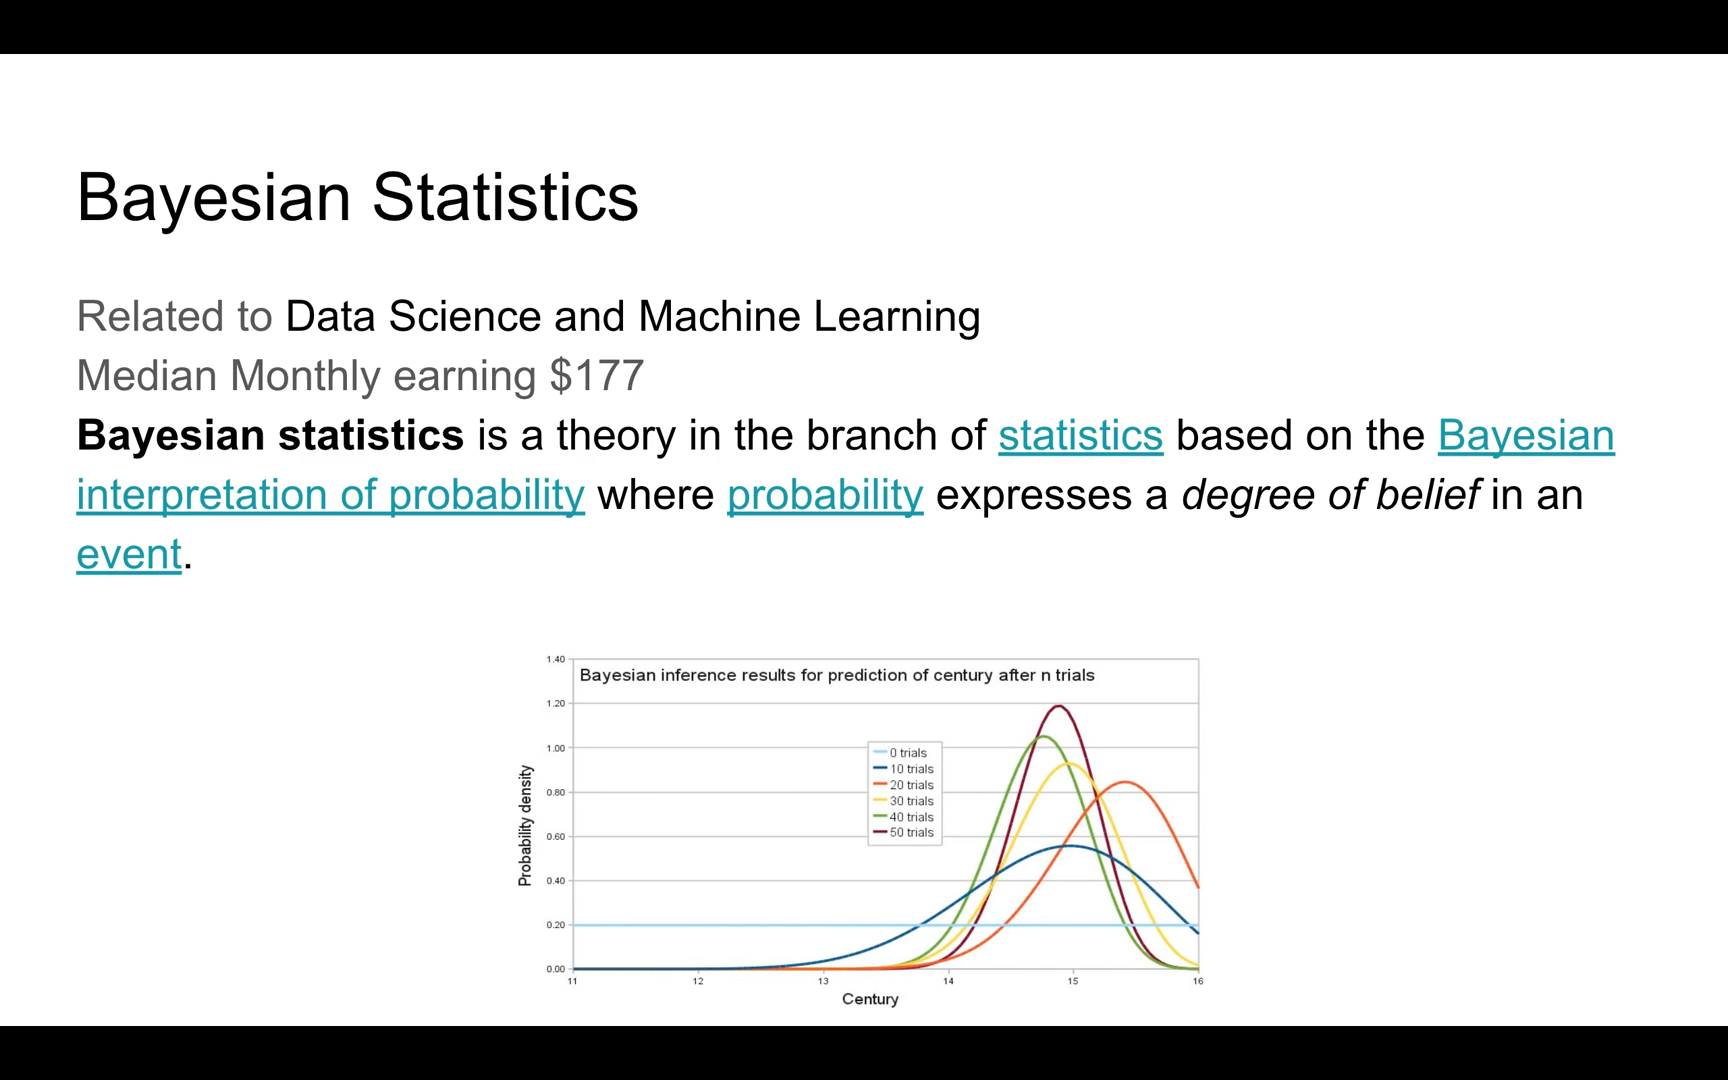 Bayesian Statistics
Related to Data Science and Machine Learning
Median Monthly earning $177
Bayesian statistics is a theory in the branch of statistics based on the Bayesian
interpretation of probability where probability expresses a degree of belief in an
event.
Bayesian inference results for prediction of century after n trials
1.40
1.20
1.00
0.80
0.60
0.40
0.20
0.00
Probability density
0 trials
10 trials
20 trials
30 trials
40 trials
50 trials
11 12 13 14 15 16
Century